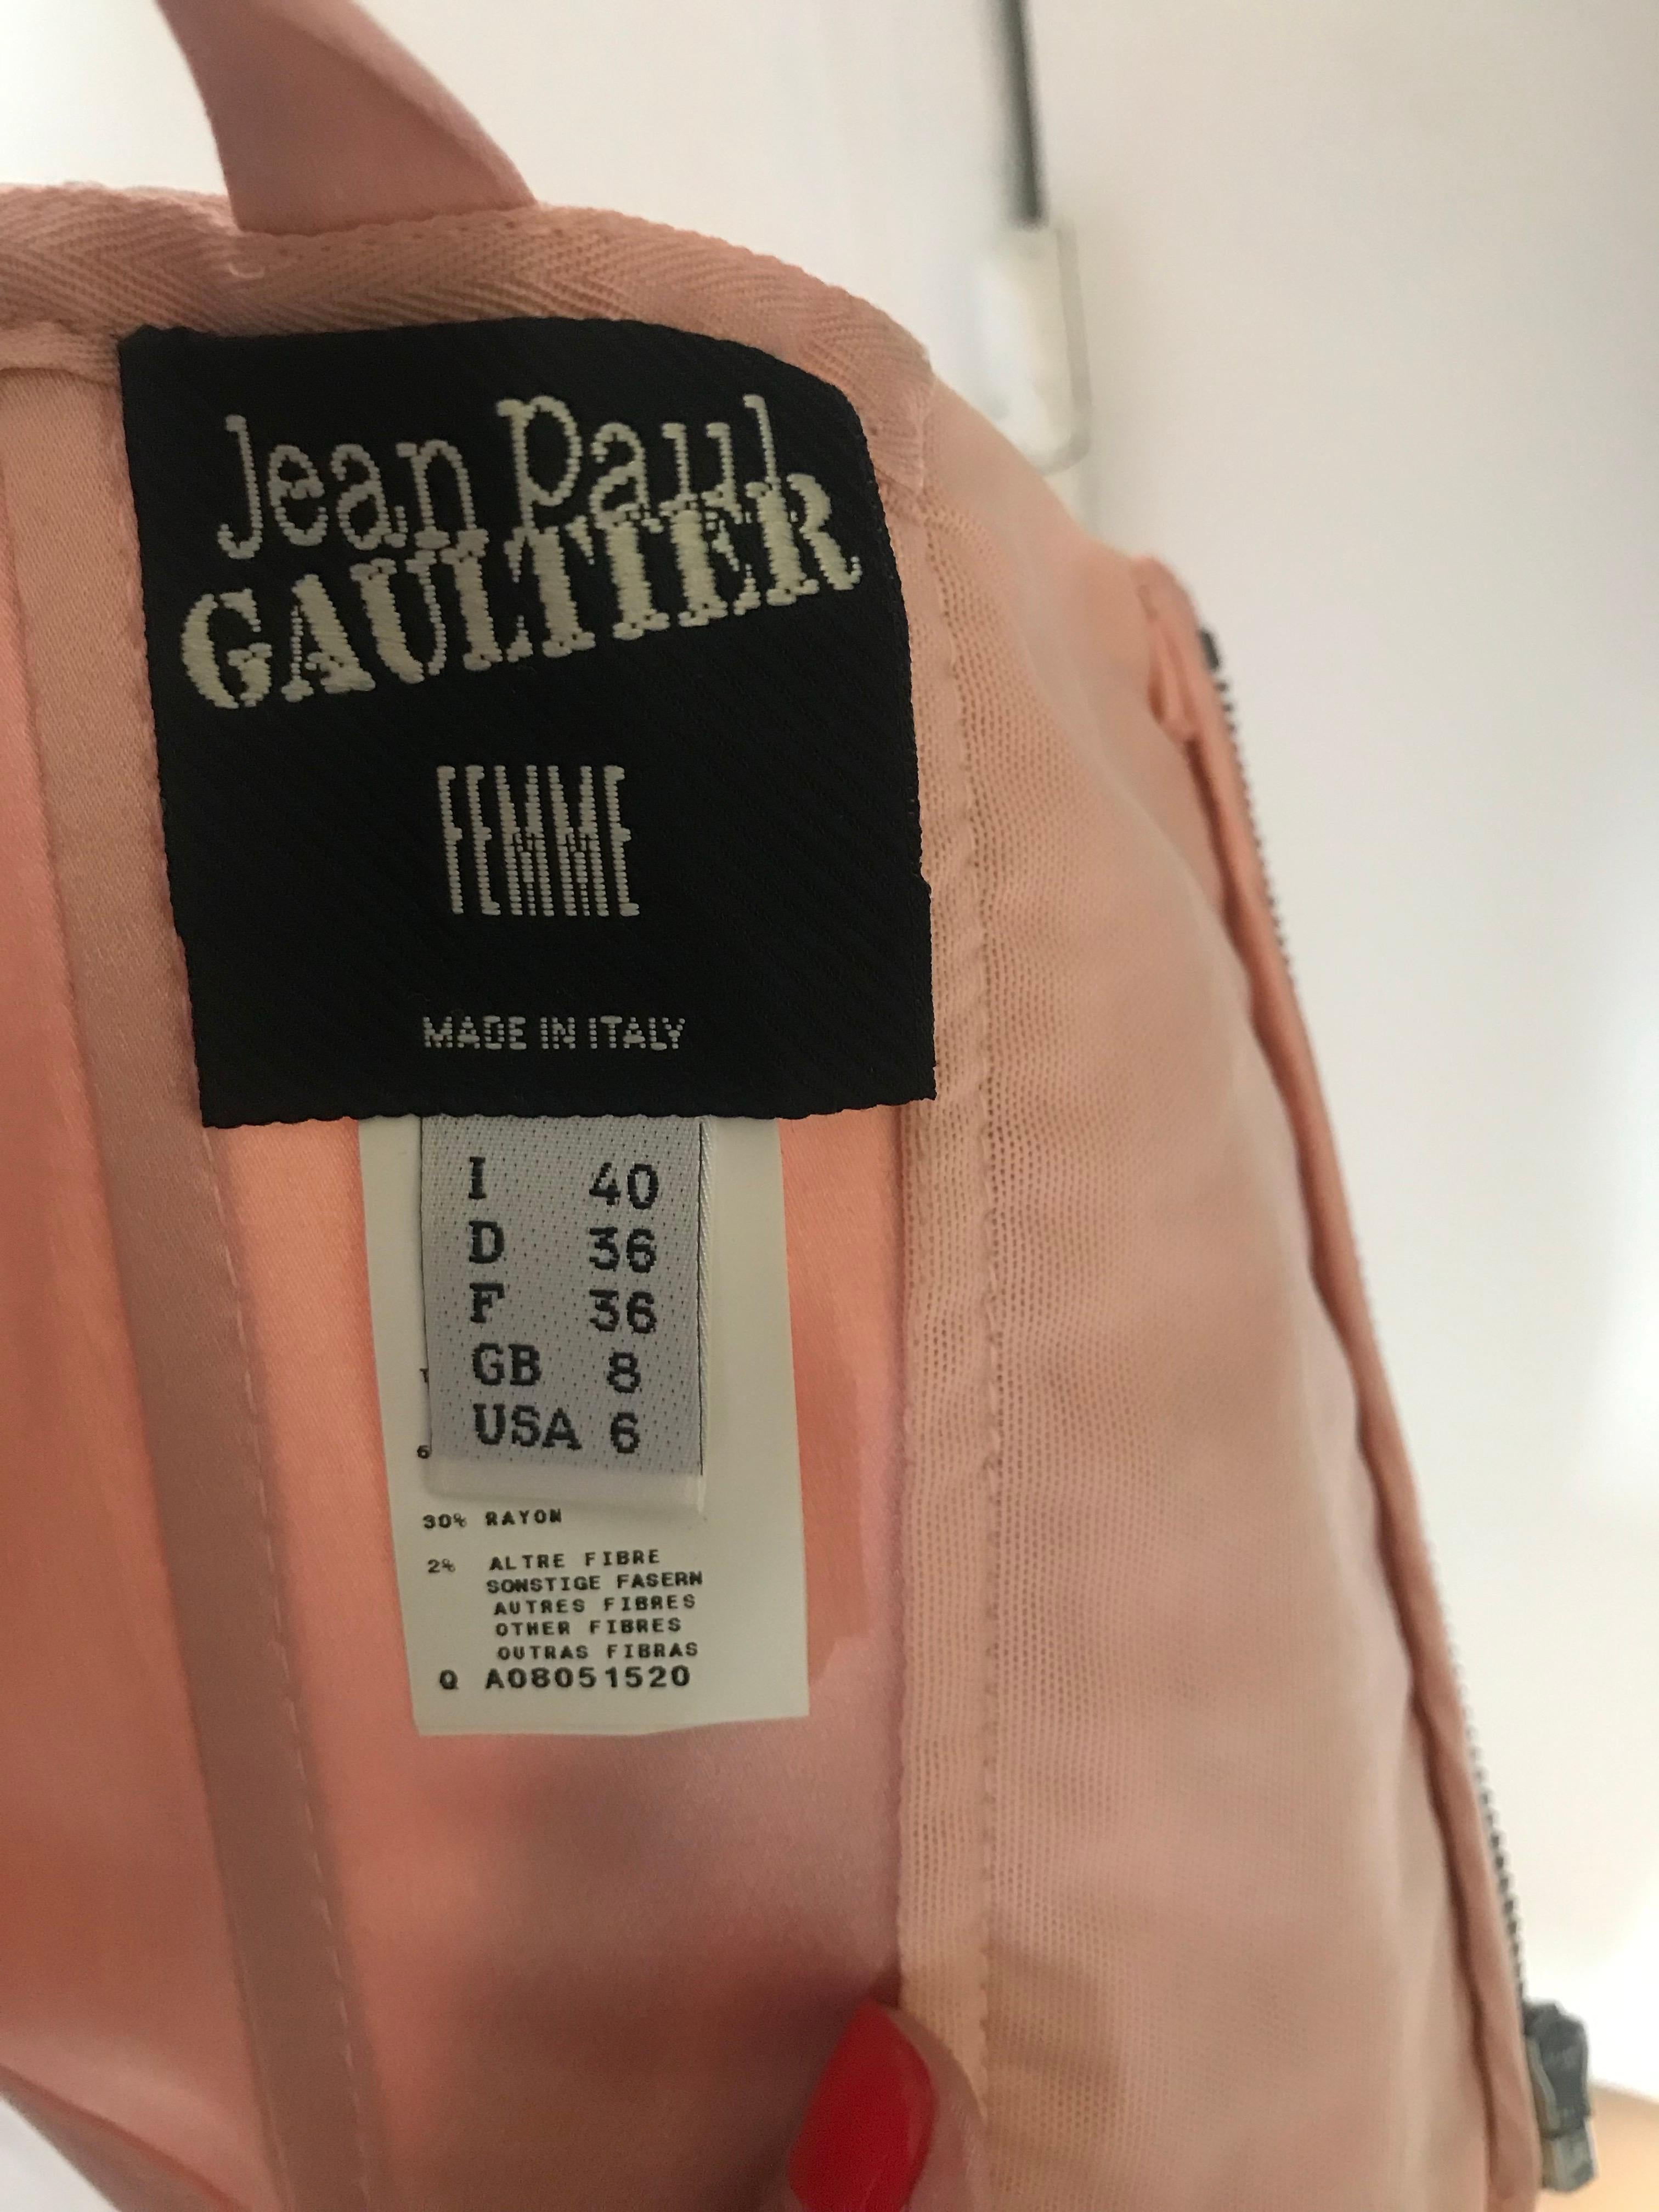 Jean Paul
GAULTIER
FEMME
MADE IN ITALY
I 40
D 36
F 36
GB 8
USA 6
6
30% RAYON
2% ALTRE FIBRE
SONSTIGE FASERN
AUTRES FIBRES
OTHER FIBRES
OUTRAS FIBRAS
Q A08051520